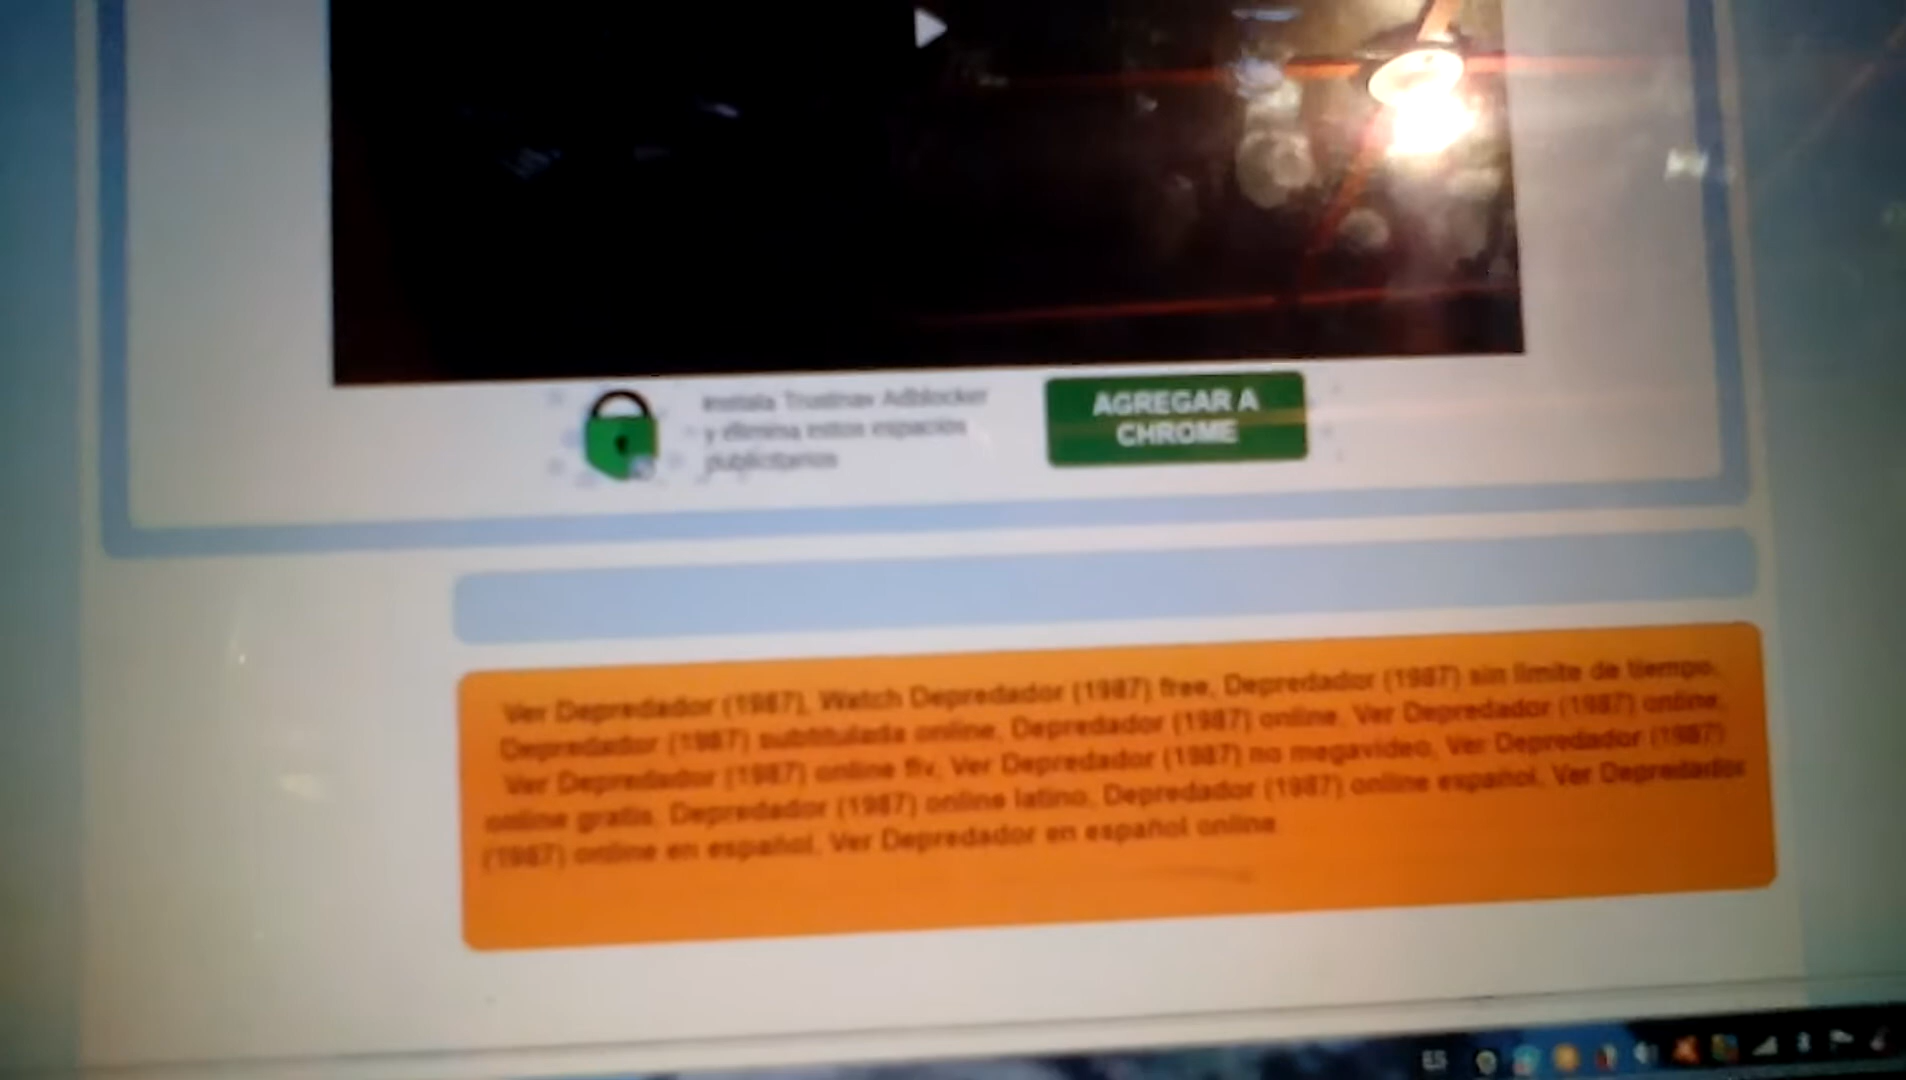 Instala Trustnav Adblocker
y elimina estos espacios
publicitarios
AGREGAR A
CHROME
Ver Depredador (1987), Watch Depredador (1987) free, Depredador (1987) sin limite de tiempo,
Depredador (1987) subtitulada online, Depredador (1987) online, Ver Depredador (1987) online,
Ver Depredador (1987) online flv, Ver Depredador (1987) no megavideo, Ver Depredador (1987)
online gratis, Depredador (1987) online latino, Depredador (1987) online español, Ver Depredador
(1987) online en español, Ver Depredador en español online
ES